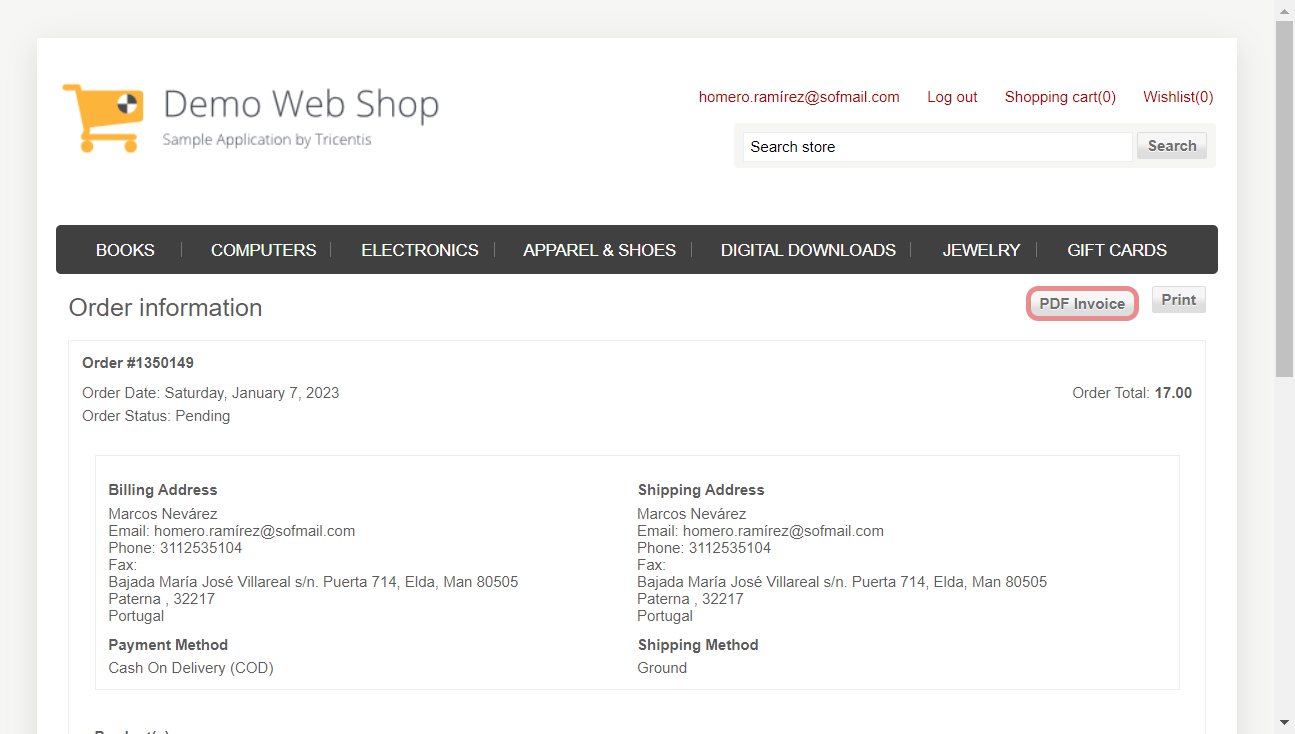 Demo Web Shop
Sample Application by Tricentis
homero.ramírez@sofmail.com Log out Shopping cart(0) Wishlist(0)
Search store Search
BOOKS COMPUTERS ELECTRONICS APPAREL & SHOES DIGITAL DOWNLOADS JEWELRY GIFT CARDS
Order information PDF Invoice Print
Order #1350149
Order Date: Saturday, January 7, 2023 Order Total: 17.00
Order Status: Pending
Billing Address
Marcos Nevárez
Email: homero.ramírez@sofmail.com
Phone: 3112535104
Fax:
Bajada María José Villareal s/n. Puerta 714, Elda, Man 80505
Paterna , 32217
Portugal
Payment Method
Cash On Delivery (COD)
Shipping Address
Marcos Nevárez
Email: homero.ramírez@sofmail.com
Phone: 3112535104
Fax:
Bajada María José Villareal s/n. Puerta 714, Elda, Man 80505
Paterna , 32217
Portugal
Shipping Method
Ground